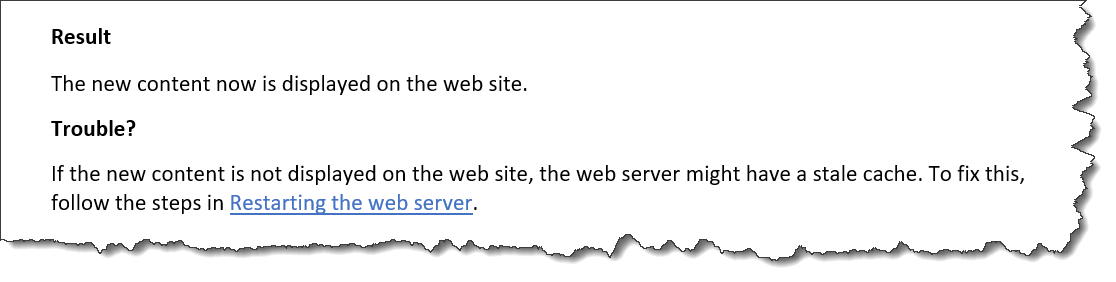 Result
The new content now is displayed on the web site.
Trouble?
If the new content is not displayed on the web site, the web server might have a stale cache. To fix this,
follow the steps in Restarting the web server.